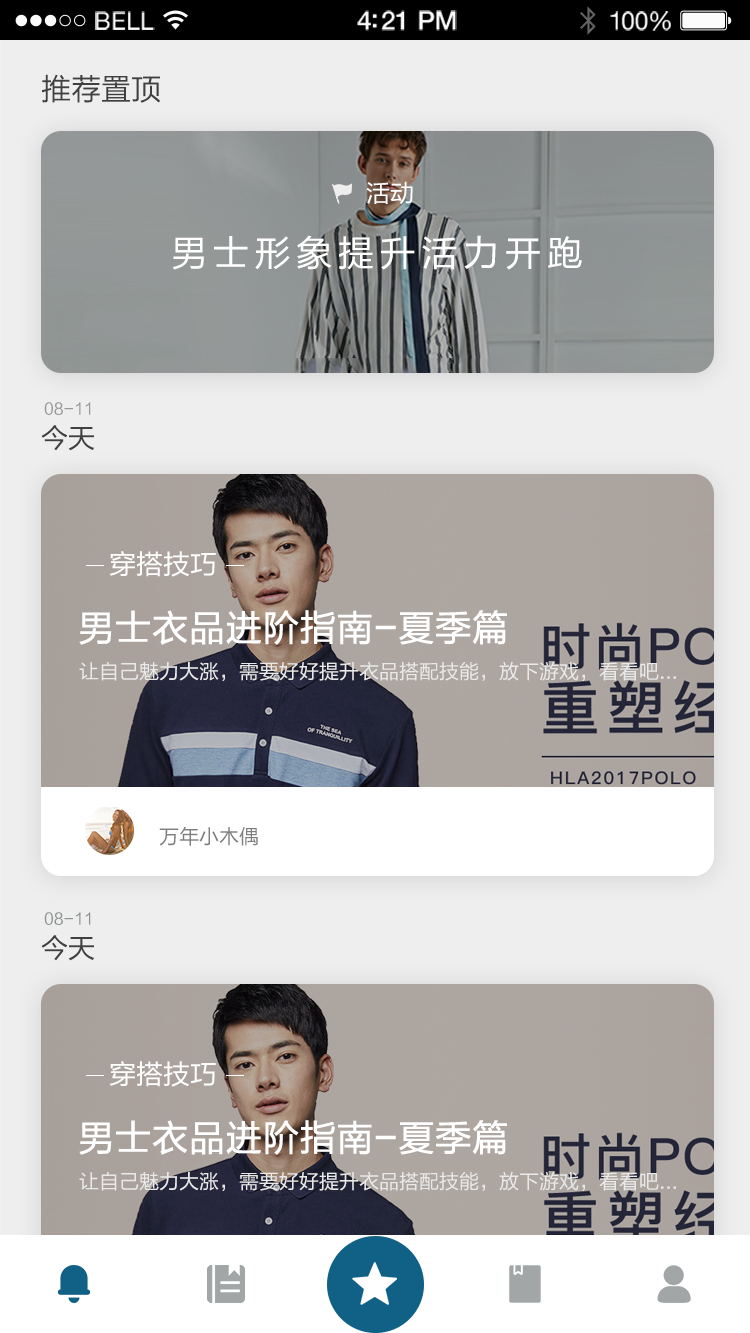 BELL 4:21 PM 100%
推荐置顶
活动
男士形象提升活力开跑
08-11
今天
穿搭技巧
男士衣品进阶指南-夏季篇
让自己魅力大涨，需要好好提升衣品搭配技能，放下游戏，看看吧...
时尚PO
重塑经
HLA2017POLO
THE SEA
OF TRANQUILLITY
万年小木偶
08-11
今天
穿搭技巧
男士衣品进阶指南-夏季篇
让自己魅力大涨，需要好好提升衣品搭配技能，放下游戏，看看吧...
时尚PO
重塑经